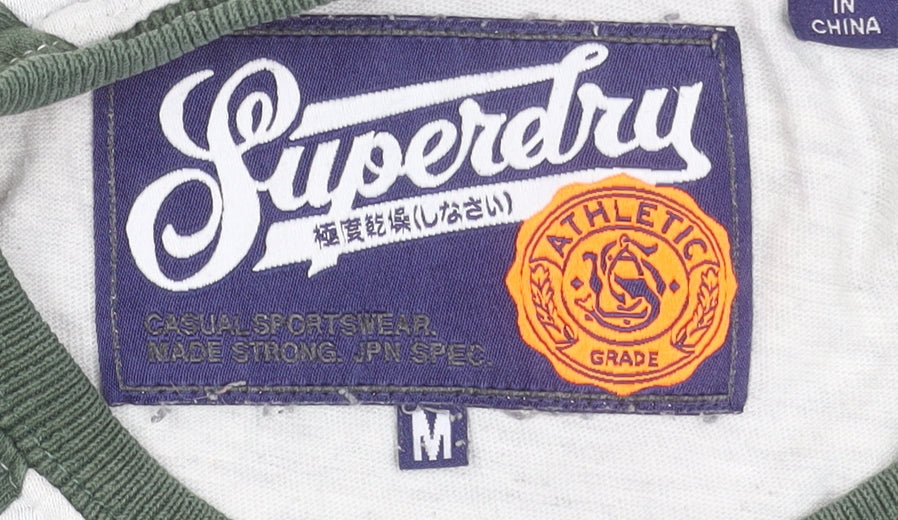 IN
CHINA
Superdry
極度乾燥(しなさい)
ATHLETIC
GRADE
CASUAL SPORTSWEAR.
MADE STRONG. JPN SPEC.
M